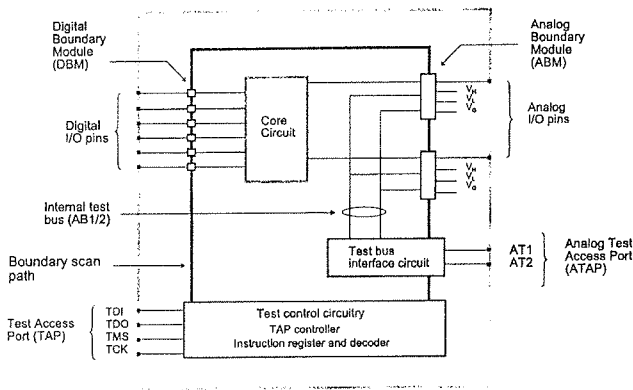 Digital
Boundary
Module
(DBM)
Analog
Boundary
Module (ABM)
Digital
I/O pins
Core
Circuit
VH
VL
VG
Analog
I/O pins
VH
VL
VG
Internal test
bus (AB1/2)
Test bus
interface circuit
AT1
AT2
Analog Test
Access Port
(ATAP)
Boundary scan
path
Test Access
Port (TAP)
TDI
TDO
TMS
TCK
Test control circuitry
TAP controller
Instruction register and decoder